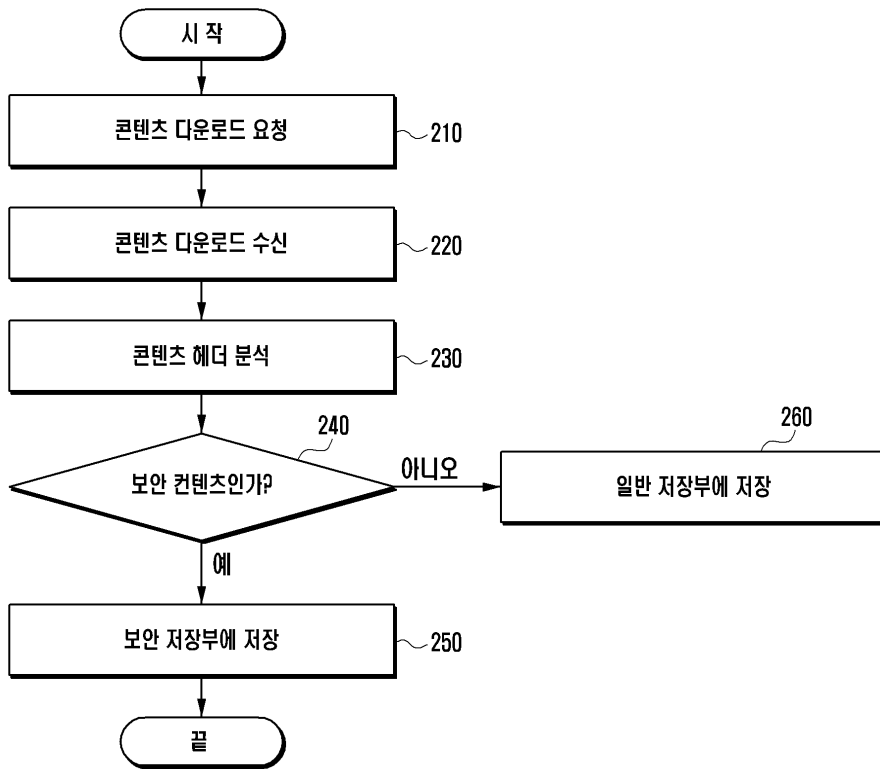 시 작
콘텐츠 다운로드 요청
210
콘텐츠 다운로드 수신
220
콘텐츠 헤더 분석
230
240
보안 컨텐츠인가?
아니오
260
일반 저장부에 저장
예
보안 저장부에 저장
250
끝